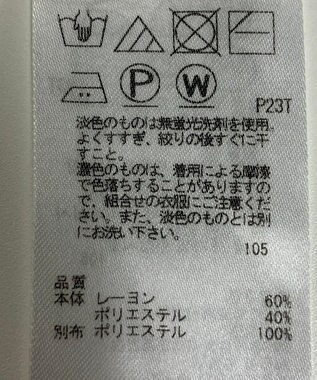 P W
P23T
淡色のものは無蛍光洗剤を使用。
よくすすぎ、絞りの後すぐに干
すこと。
濃色のものは、着用による摩擦
で色落ちすることがありますの
で、組合せの衣服にご注意くだ
さい。また、淡色のものとは別
にお洗い下さい。
105
品質
本体 レーヨン 60%
ポリエステル 40%
別布 ポリエステル 100%